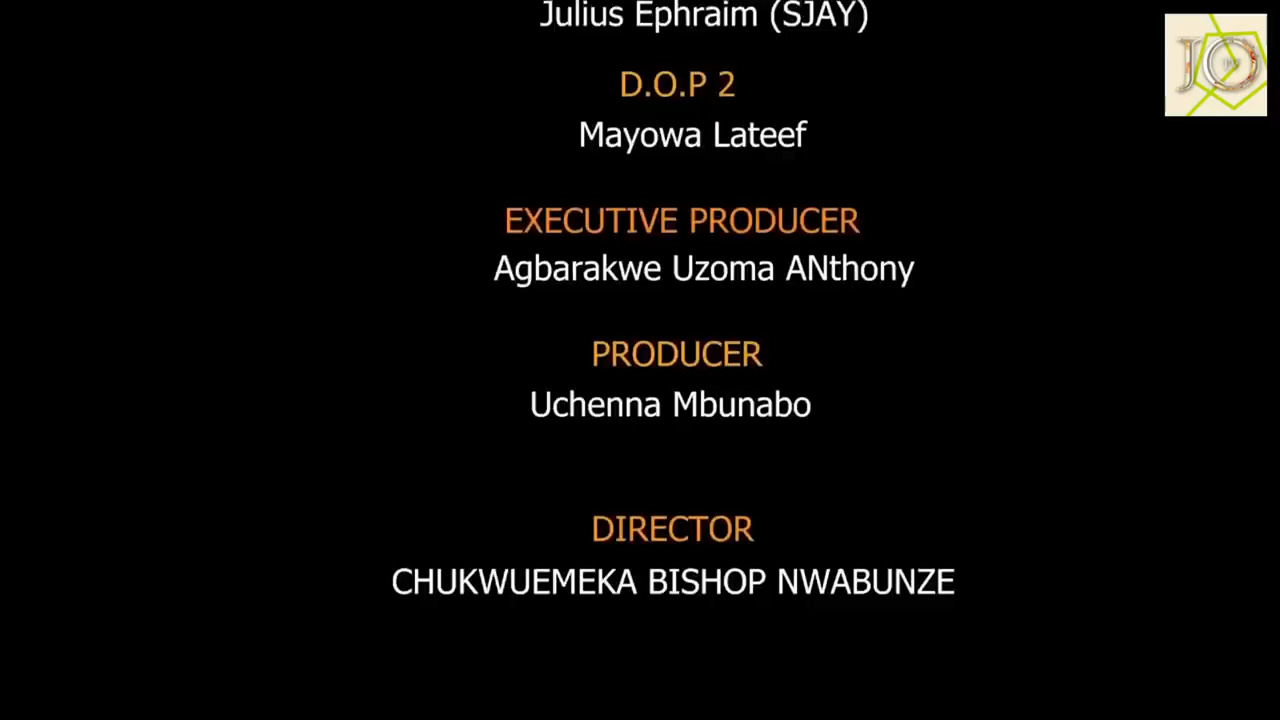 Julius Ephraim (SJAY)
D.O.P 2
Mayowa Lateef
EXECUTIVE PRODUCER
Agbarakwe Uzoma ANthony
PRODUCER
Uchenna Mbunabo
DIRECTOR
CHUKWUEMEKA BISHOP NWABUNZE